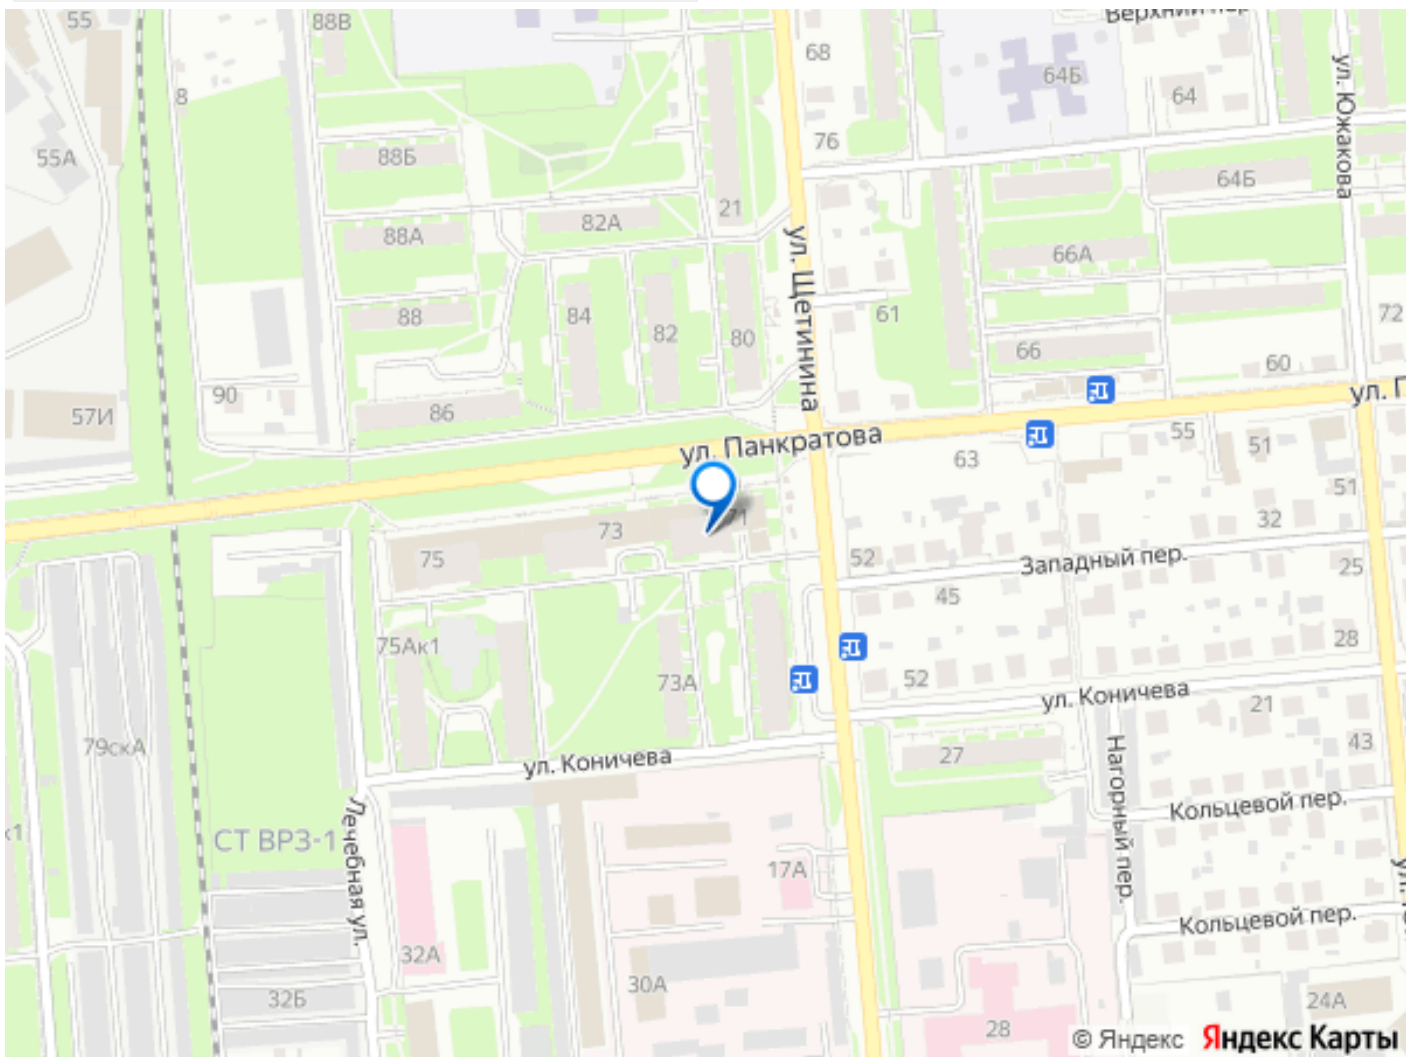 55
88В
Верхний пер
68
64Б
64
ул. Южакова
8
76
55А
88Б
64Б
21
82А
88А
66А
ул. Щетинина
88
84
82
80
61
72
66
60
90
86
57И
ул. П
ул. Панкратова
55
51
63
51
32
73
71
75
52
Западный пер.
25
45
75Ак1
28
73А
52
ул. Коничева
21
79скА
43
27
ул. Коничева
Нагорный пер.
Кольцевой пер.
к1
СТ ВРЗ-1
Лечебная ул.
17А
Кольцевой пер.
32А
30А
32Б
24А
28
© Яндекс Яндекс Карты